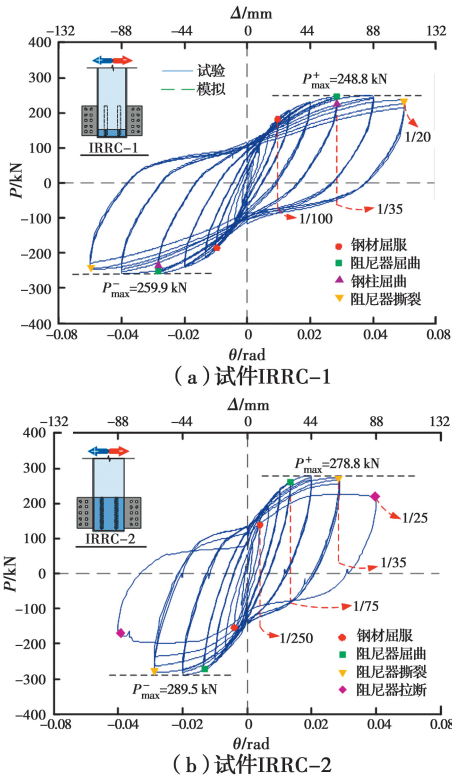 Δ/mm
-132 -88 -44 0 44 88 132
400
300
200
100
0
-100
-200
-300
-400
P/kN
试验
模拟
IRRC-1
P⁺max=248.8 kN
1/20
1/35
1/100
P⁻max=259.9 kN
钢材屈服
阻尼器屈曲
钢柱屈曲
阻尼器撕裂
-0.08 -0.06 -0.04 -0.02 0 0.02 0.04 0.06 0.08
θ/rad
(a)试件IRRC-1
Δ/mm
-132 -88 -44 0 44 88 132
400
300
200
100
0
-100
-200
-300
-400
P/kN
IRRC-2
P⁺max=278.8 kN
1/25
1/35
1/75
1/250
P⁻max=289.5 kN
钢材屈服
阻尼器屈曲
阻尼器撕裂
阻尼器拉断
-0.08 -0.06 -0.04 -0.02 0 0.02 0.04 0.06 0.08
θ/rad
(b)试件IRRC-2